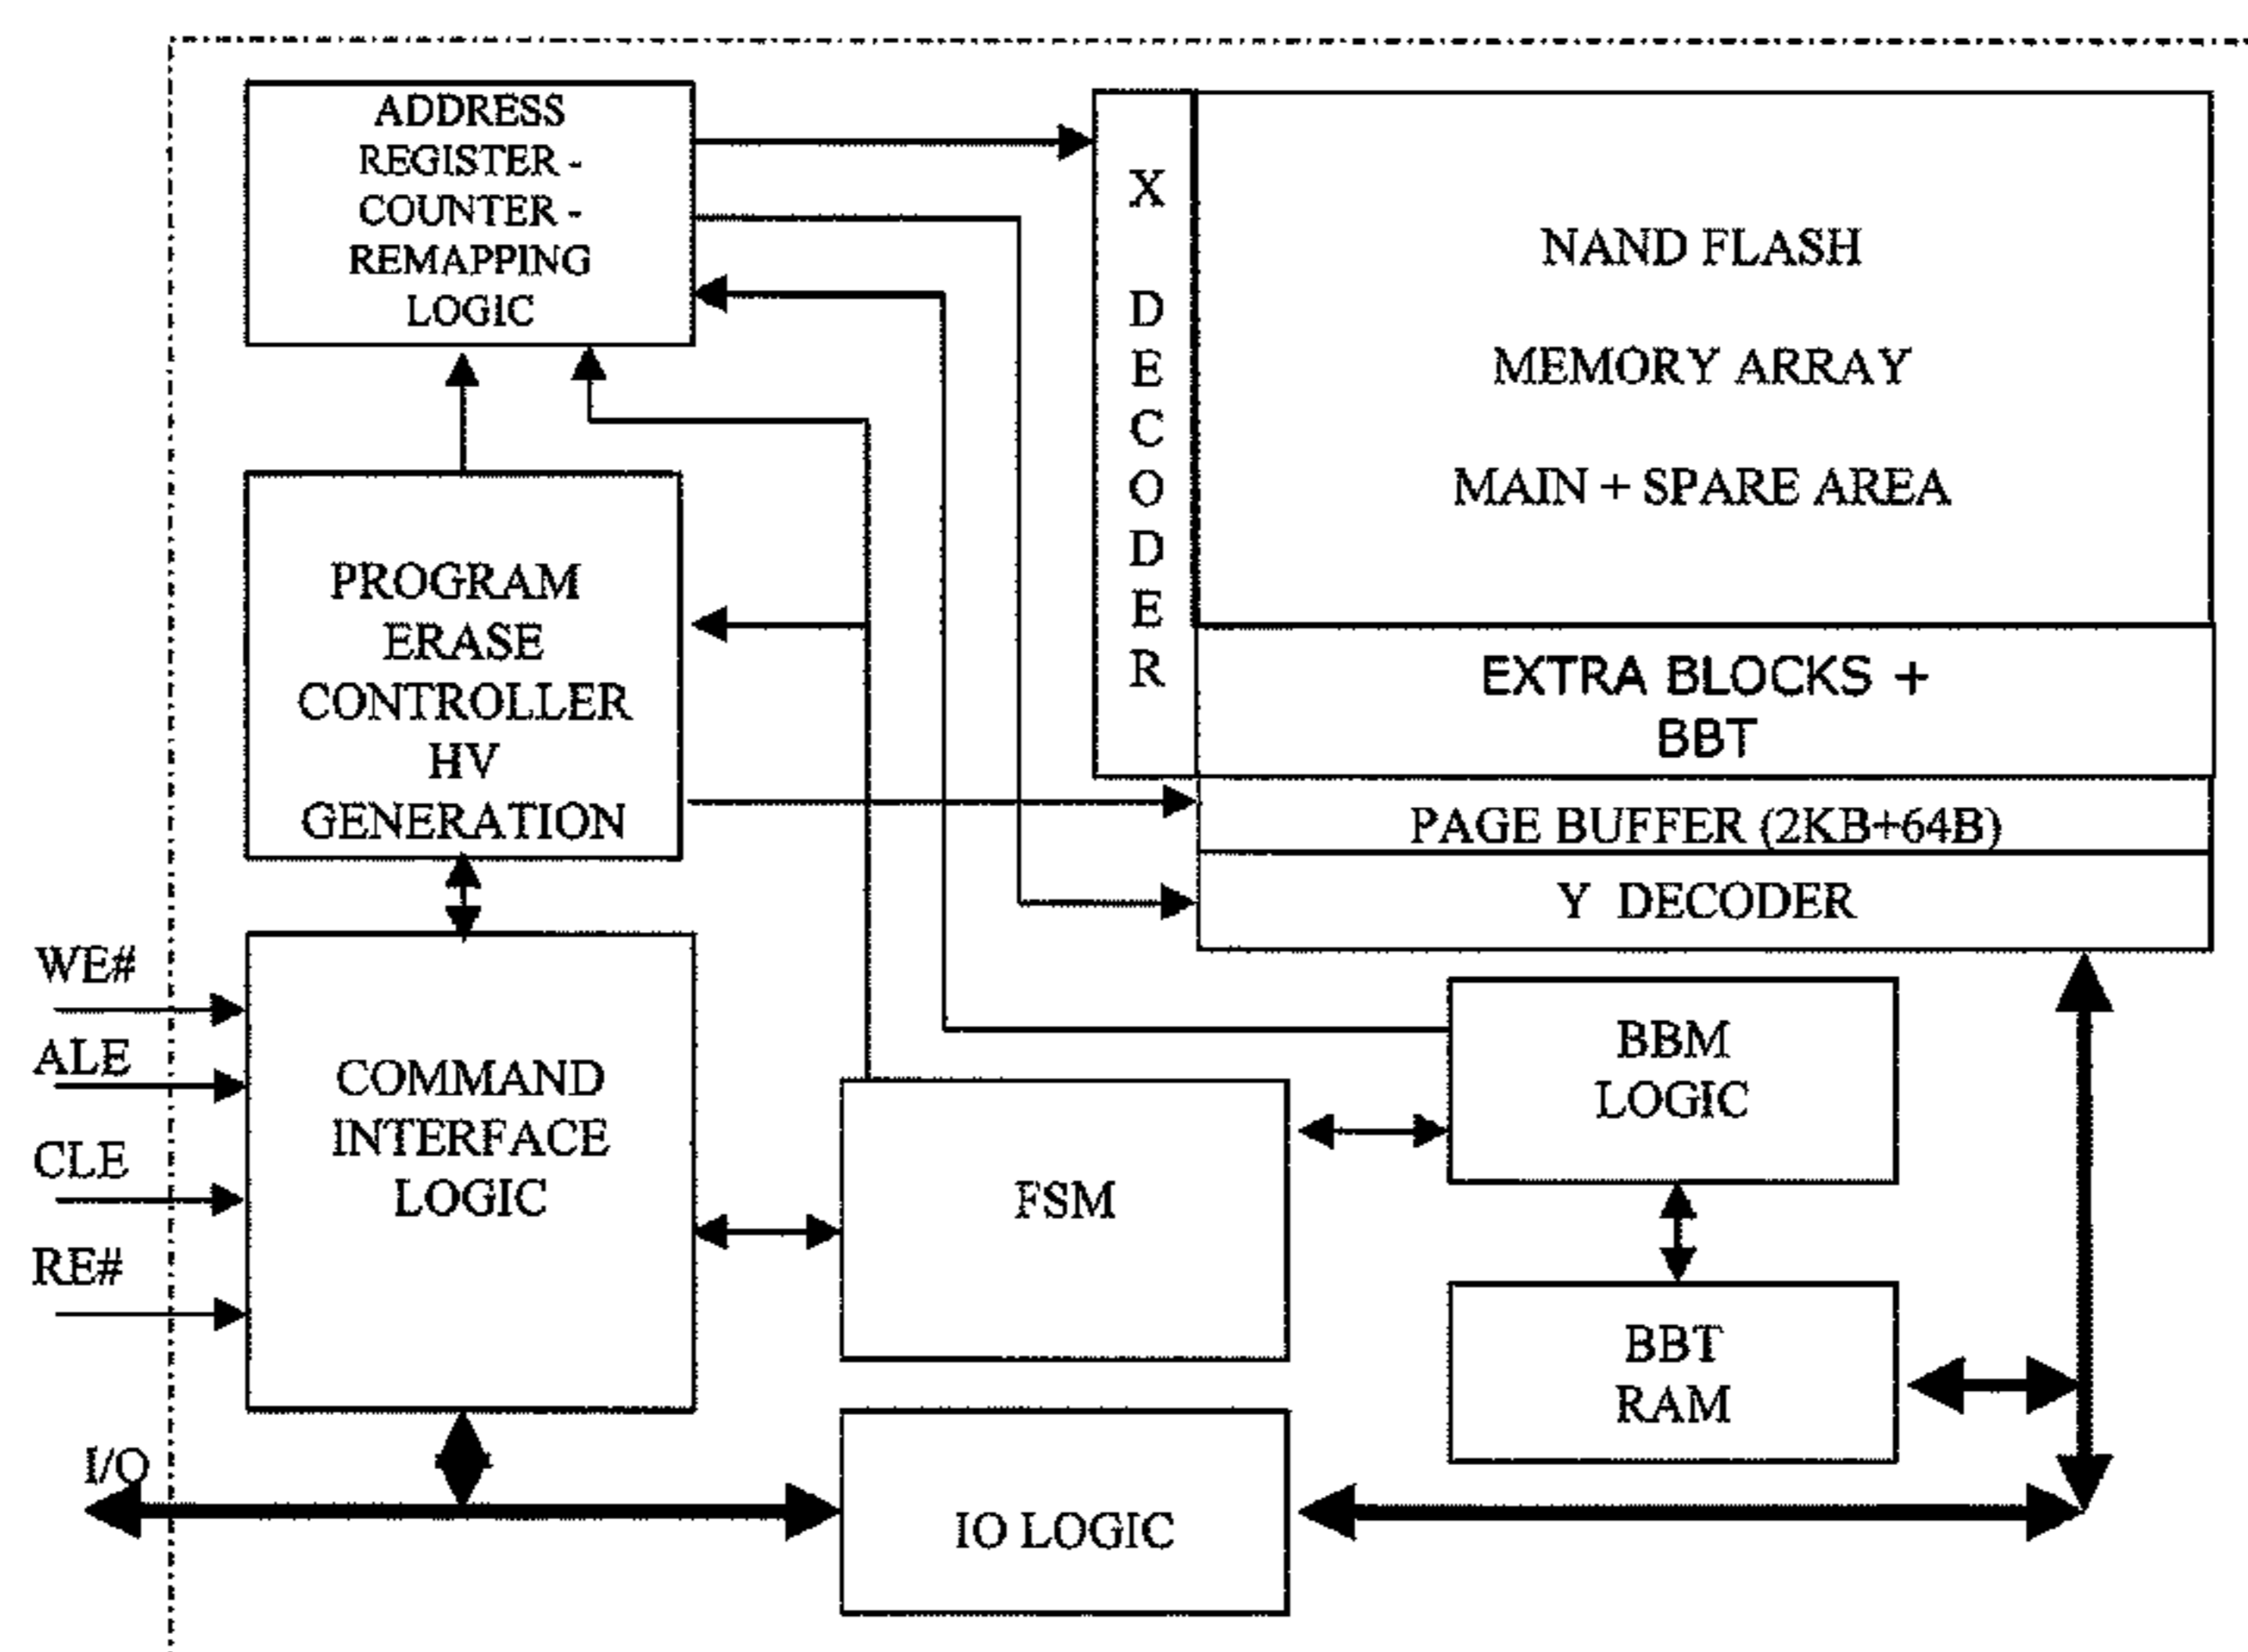 ADDRESS
REGISTER -
COUNTER -
REMAPPING
LOGIC
X DECODER
NAND FLASH
MEMORY ARRAY
MAIN + SPARE AREA
EXTRA BLOCKS +
BBT
PAGE BUFFER (2KB+64B)
Y DECODER
PROGRAM
ERASE
CONTROLLER
HV
GENERATION
WE#
ALE
CLE
RE#
I/O
COMMAND
INTERFACE
LOGIC
FSM
BBM
LOGIC
BBT
RAM
IO LOGIC